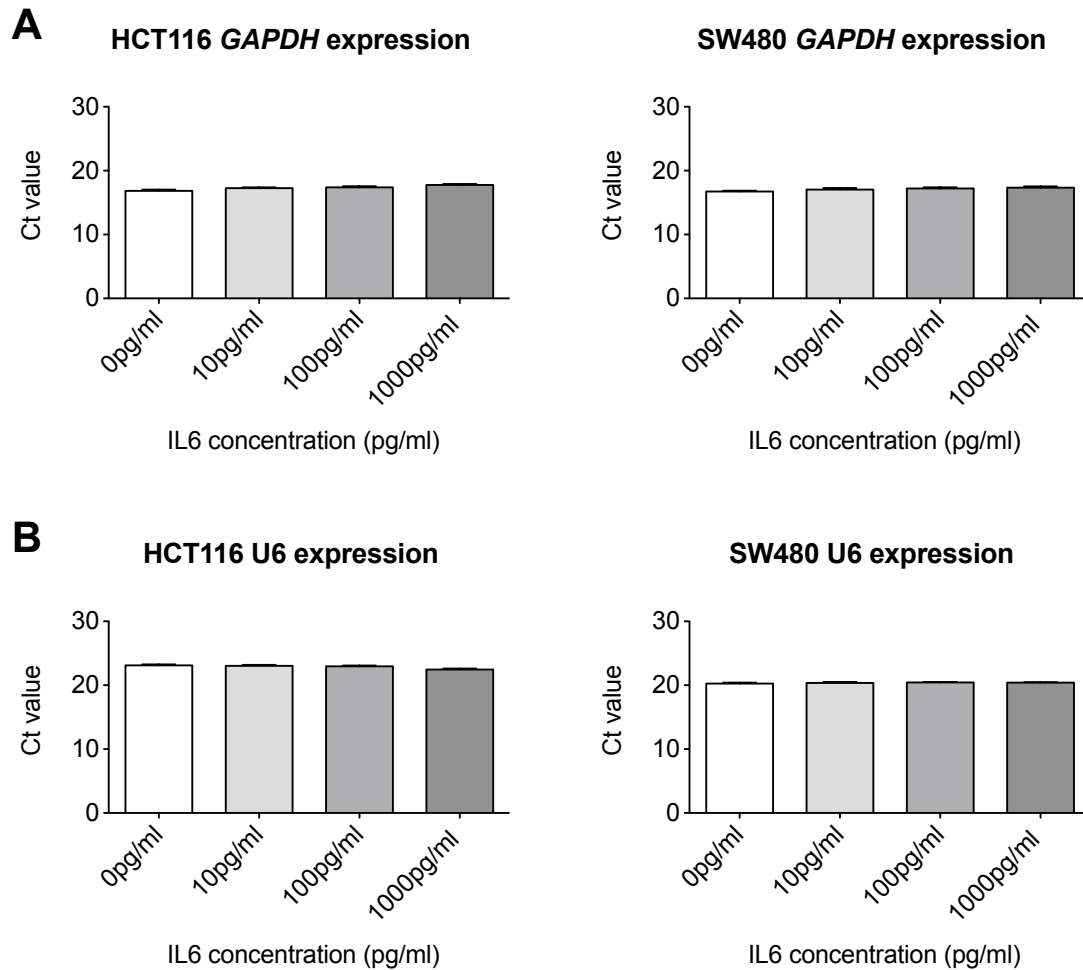 A
HCT116 GAPDH expression
Ct value
30
20
10
0
0pg/ml
10pg/ml
100pg/ml
1000pg/ml
IL6 concentration (pg/ml)
SW480 GAPDH expression
Ct value
30
20
10
0
0pg/ml
10pg/ml
100pg/ml
1000pg/ml
IL6 concentration (pg/ml)
B
HCT116 U6 expression
Ct value
30
20
10
0
0pg/ml
10pg/ml
100pg/ml
1000pg/ml
IL6 concentration (pg/ml)
SW480 U6 expression
Ct value
30
20
10
0
0pg/ml
10pg/ml
100pg/ml
1000pg/ml
IL6 concentration (pg/ml)